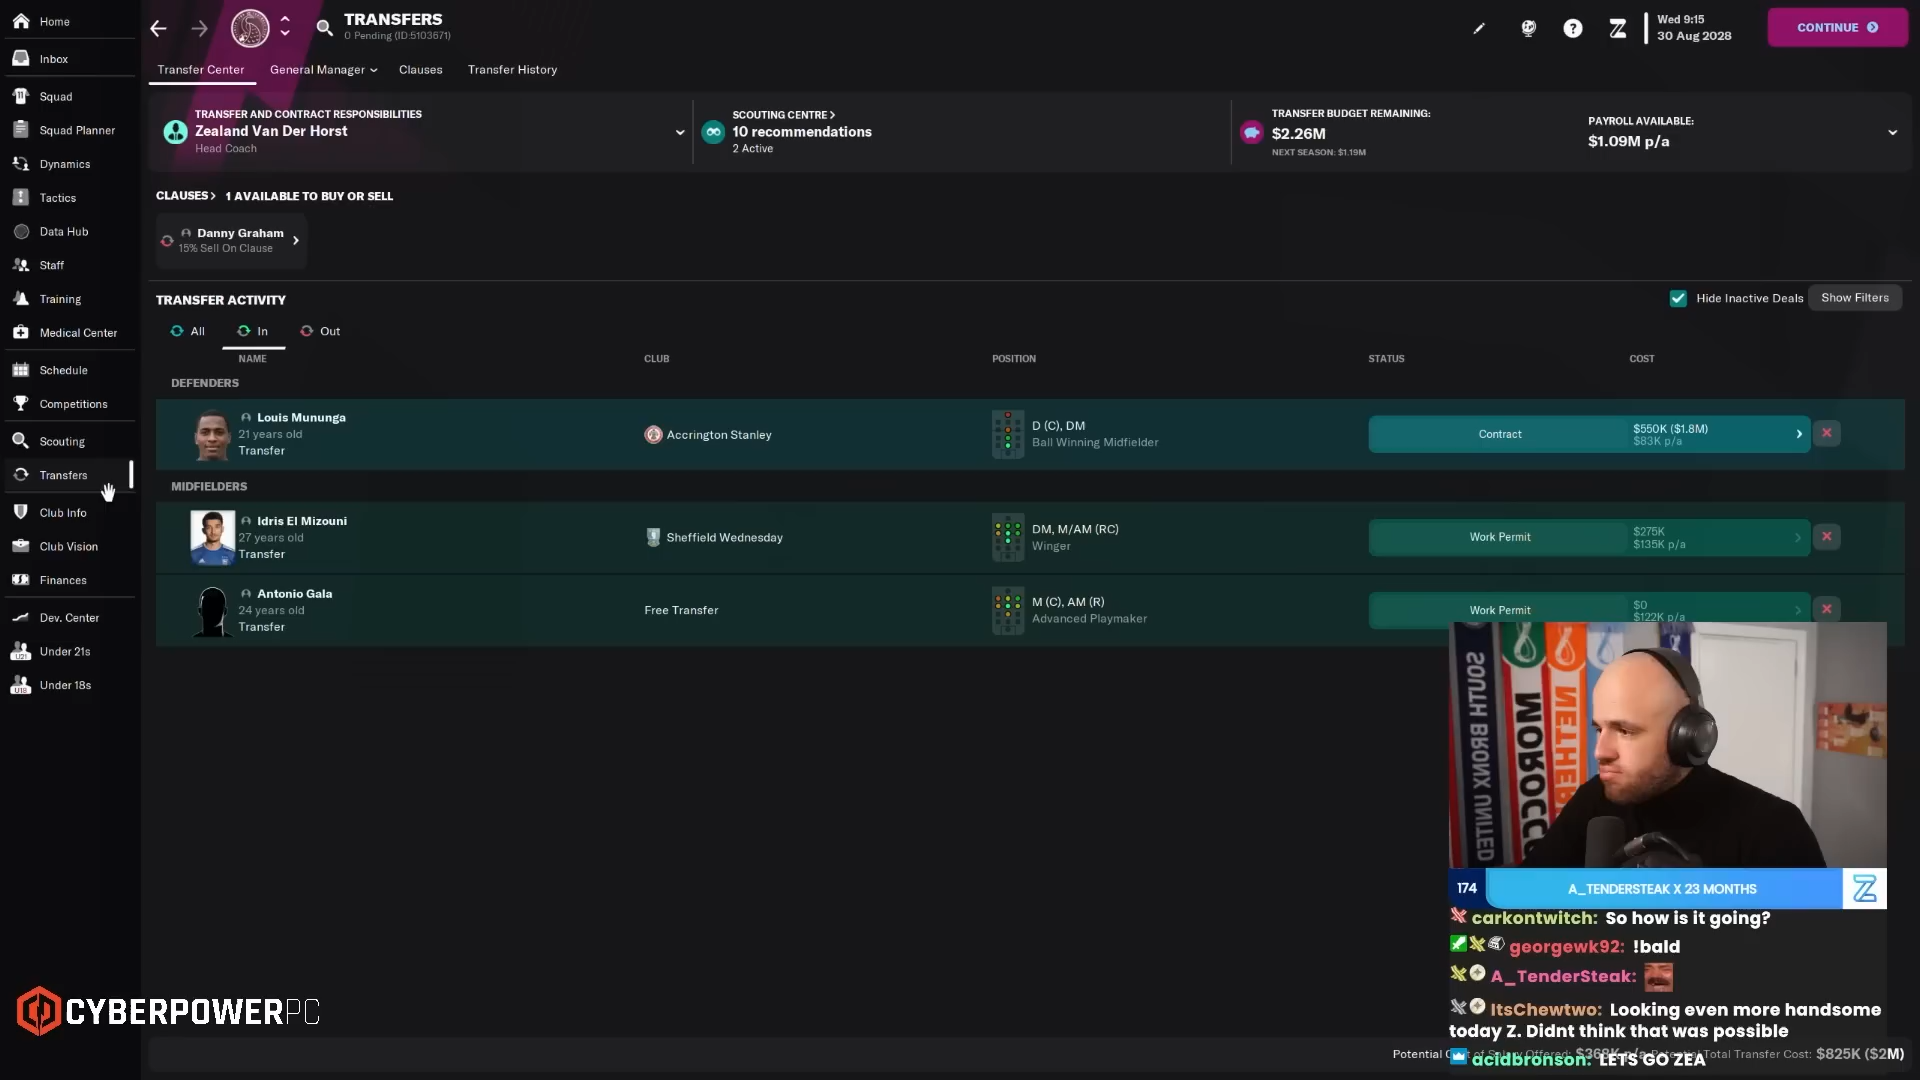 Home
Inbox
Squad
Squad Planner
Dynamics
Tactics
Data Hub
Staff
Training
Medical Center
Schedule
Competitions
Scouting
Transfers
Club Info
Club Vision
Finances
Dev. Center
Under 21s
Under 18s
TRANSFERS
0 Pending (ID:5103671)
Wed 9:15
30 Aug 2028
CONTINUE
Transfer Center
General Manager
Clauses
Transfer History
TRANSFER AND CONTRACT RESPONSIBILITIES
Zealand Van Der Horst
Head Coach
SCOUTING CENTRE >
10 recommendations
2 Active
TRANSFER BUDGET REMAINING:
$2.26M
NEXT SEASON: $1.19M
PAYROLL AVAILABLE:
$1.09M p/a
CLAUSES > 1 AVAILABLE TO BUY OR SELL
Danny Graham
15% Sell On Clause
TRANSFER ACTIVITY
Hide Inactive Deals
Show Filters
All In Out
NAME CLUB POSITION STATUS COST
DEFENDERS
Louis Mununga
21 years old
Transfer
Accrington Stanley
D (C), DM
Ball Winning Midfielder
Contract
$550K ($1.8M)
$83K p/a
MIDFIELDERS
Idris El Mizouni
27 years old
Transfer
Sheffield Wednesday
DM, M/AM (RC)
Winger
Work Permit
$275K
$135K p/a
Antonio Gala
24 years old
Transfer
Free Transfer
M (C), AM (R)
Advanced Playmaker
Work Permit
$0
$122K p/a
SOUTH BRONX UNITED
MOROCCO
NETHER
174 A_TENDERSTEAK X 23 MONTHS
carkontwitch: So how is it going?
georgewk92: !bald
A_TenderSteak:
ItsChewtwo: Looking even more handsome
today Z. Didnt think that was possible
acidbronson: LETS GO ZEA
Potential Total Transfer Cost: $825K ($2M)
CYBERPOWERPC